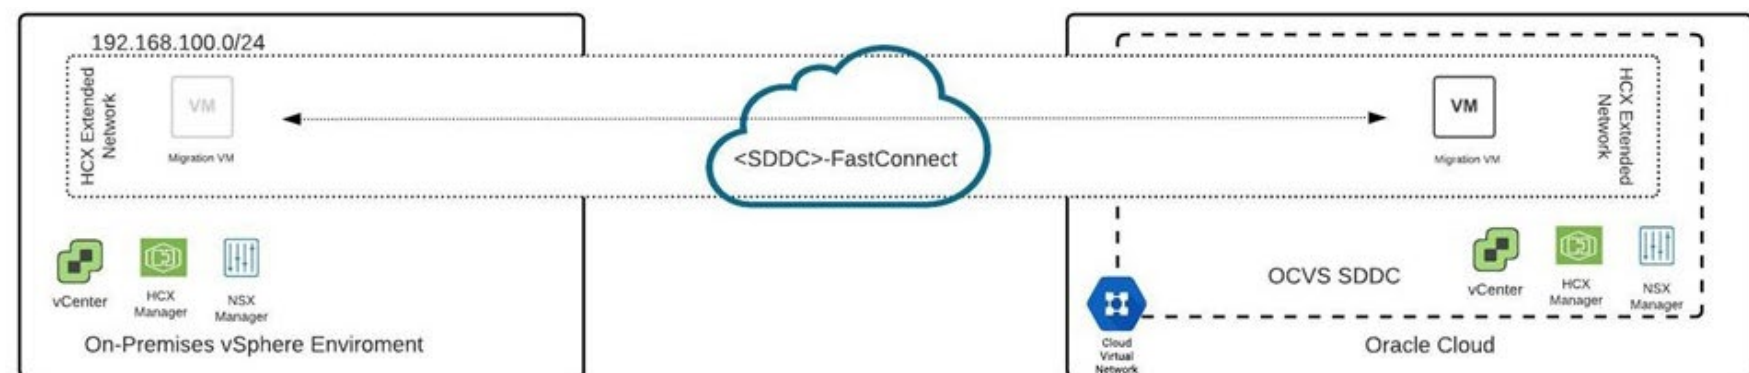 192.168.100.0/24
HCX Extended
Network
VM
Migration VM
<SDDC>-FastConnect
VM
Migration VM
HCX Extended
Network
vCenter
HCX
Manager
NSX
Manager
On-Premises vSphere Enviroment
OCVS SDDC
vCenter
HCX
Manager
NSX
Manager
Cloud
Virtual
Network
Oracle Cloud